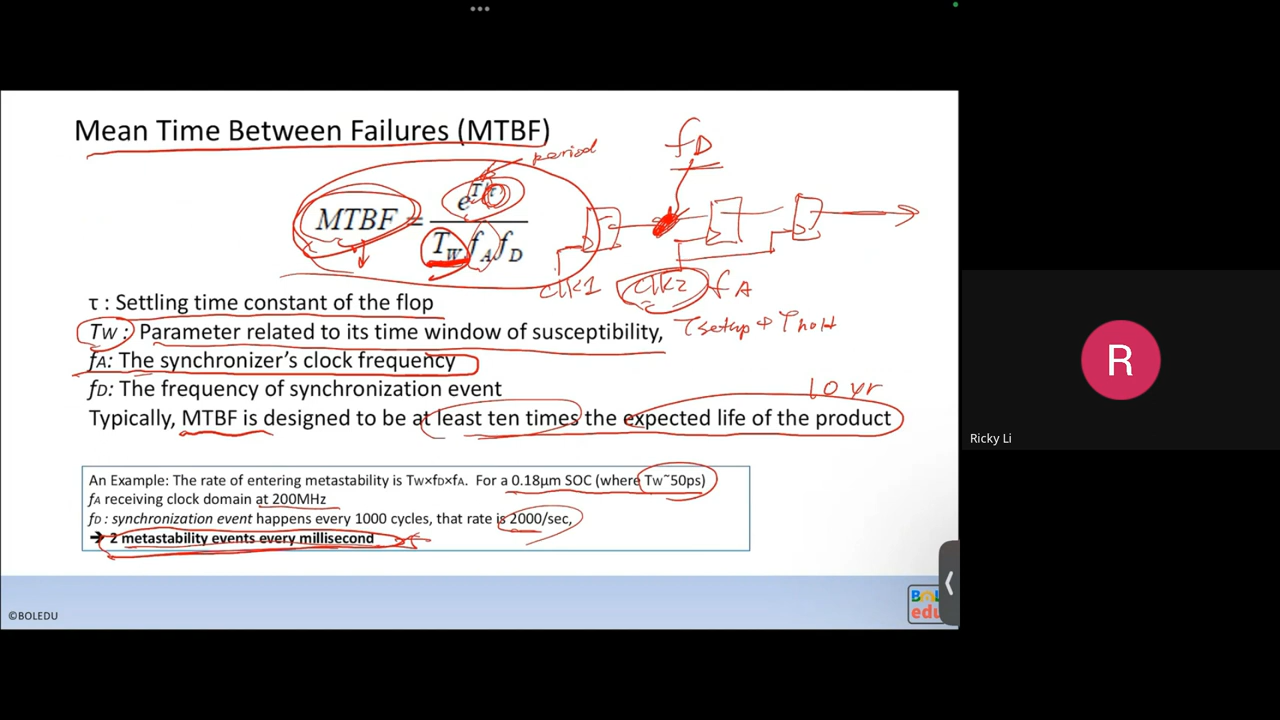 Mean Time Between Failures (MTBF)
period
fD
MTBF = e^T/τ / TW fA fD
clk1
clk2 fA
τ : Settling time constant of the flop
TW : Parameter related to its time window of susceptibility,
Tsetup + Thold
fA: The synchronizer's clock frequency
fD: The frequency of synchronization event
10 yr
Typically, MTBF is designed to be at least ten times the expected life of the product
An Example: The rate of entering metastability is TW×fD×fA. For a 0.18µm SOC (where TW~50ps)
fA receiving clock domain at 200MHz
fD : synchronization event happens every 1000 cycles, that rate is 2000/sec,
➔ 2 metastability events every millisecond
©BOLEDU
BOL
edu
R
Ricky Li